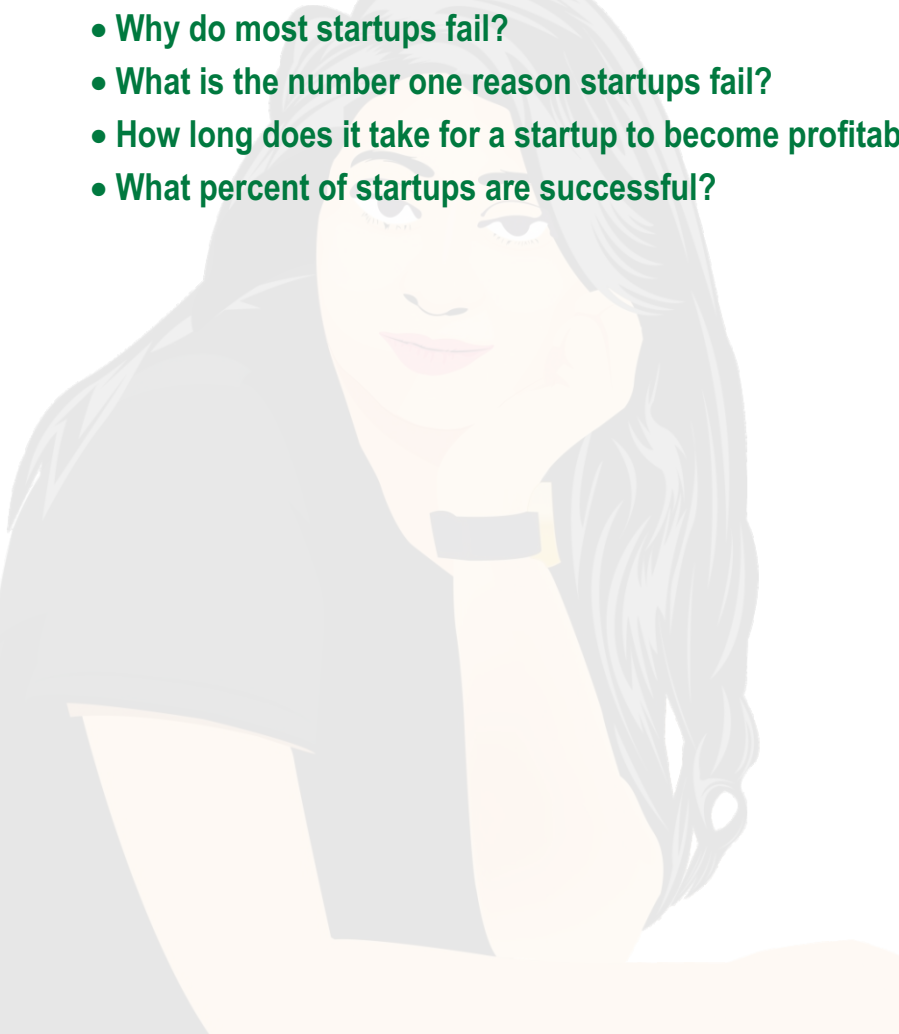 • Why do most startups fail?
• What is the number one reason startups fail?
• How long does it take for a startup to become profitab
• What percent of startups are successful?